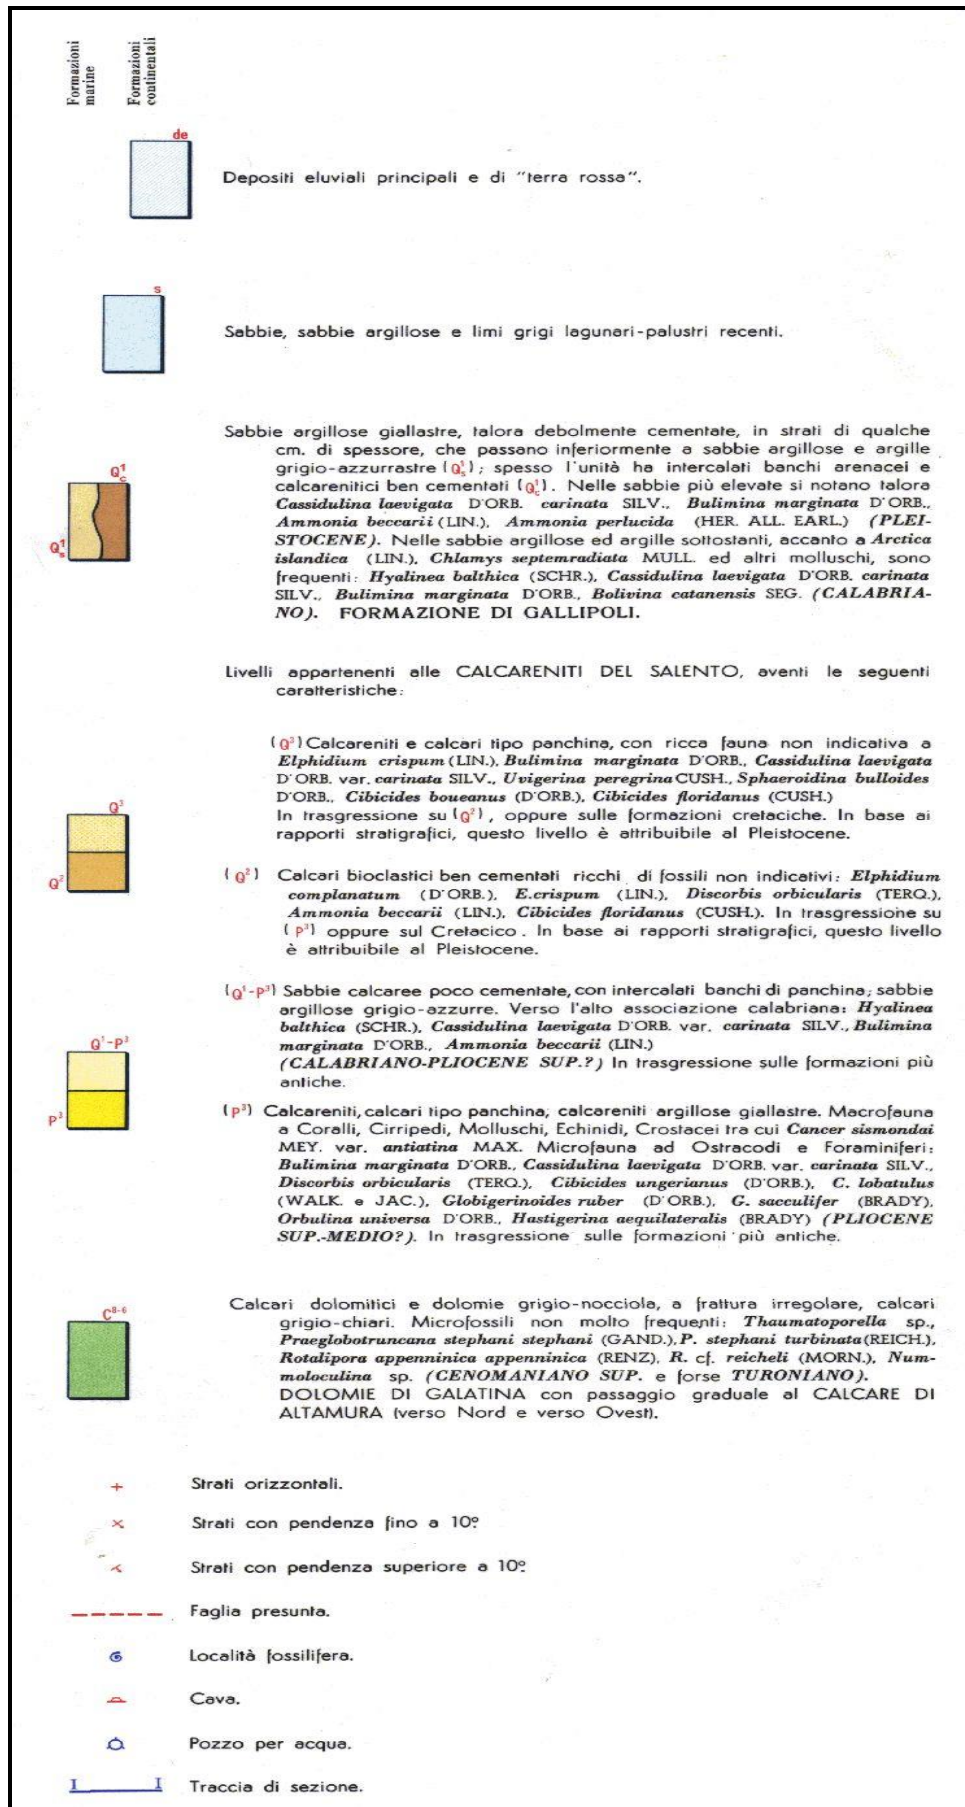 Formazioni
marine
Formazioni
continentali
de
Depositi eluviali principali e di "terra rossa".
s
Sabbie, sabbie argillose e limi grigi lagunari-palustri recenti.
Sabbie argillose giallastre, talora debolmente cementate, in strati di qualche
cm. di spessore, che passano inferiormente a sabbie argillose e argille
grigio-azzurrastre (Q¹s); spesso l'unità ha intercalati banchi arenacei e
calcarenitici ben cementati (Q¹c). Nelle sabbie più elevate si notano talora
Cassidulina laevigata D'ORB. carinata SILV., Bulimina marginata D'ORB.,
Ammonia beccarii (LIN.), Ammonia perlucida (HER. ALL. EARL.) (PLEI-
STOCENE). Nelle sabbie argillose ed argille sottostanti, accanto a Arctica
islandica (LIN.), Chlamys septemradiata MULL. ed altri molluschi, sono
frequenti: Hyalinea balthica (SCHR.), Cassidulina laevigata D'ORB. carinata
SILV., Bulimina marginata D'ORB., Bolivina catanensis SEG. (CALABRIA-
NO). FORMAZIONE DI GALLIPOLI.
Q¹c
Q¹s
Livelli appartenenti alle CALCARENITI DEL SALENTO, aventi le seguenti
caratteristiche:
(Q³) Calcareniti e calcari tipo panchina, con ricca fauna non indicativa a
Elphidium crispum (LIN.), Bulimina marginata D'ORB., Cassidulina laevigata
D'ORB. var. carinata SILV., Uvigerina peregrina CUSH., Sphaeroidina bulloides
D'ORB., Cibicides boueanus (D'ORB.), Cibicides floridanus (CUSH.)
In trasgressione su (Q²), oppure sulle formazioni cretaciche. In base ai
rapporti stratigrafici, questo livello è attribuibile al Pleistocene.
Q³
Q²
(Q²) Calcari bioclastici ben cementati ricchi di fossili non indicativi: Elphidium
complanatum (D'ORB.), E.crispum (LIN.), Discorbis orbicularis (TERQ.),
Ammonia beccarii (LIN.), Cibicides floridanus (CUSH.). In trasgressione su
(P³) oppure sul Cretacico. In base ai rapporti stratigrafici, questo livello
è attribuibile al Pleistocene.
(Q¹-P³) Sabbie calcaree poco cementate, con intercalati banchi di panchina; sabbie
argillose grigio-azzurre. Verso l'alto associazione calabriana: Hyalinea
balthica (SCHR.), Cassidulina laevigata D'ORB. var. carinata SILV., Bulimina
marginata D'ORB., Ammonia beccarii (LIN.)
(CALABRIANO-PLIOCENE SUP.?) In trasgressione sulle formazioni più
antiche.
Q¹-P³
P³
(P³) Calcareniti, calcari tipo panchina; calcareniti argillose giallastre. Macrofauna
a Coralli, Cirripedi, Molluschi, Echinidi, Crostacei tra cui Cancer sismondai
MEY. var. antiatina MAX. Microfauna ad Ostracodi e Foraminiferi:
Bulimina marginata D'ORB., Cassidulina laevigata D'ORB. var. carinata SILV.,
Discorbis orbicularis (TERQ.), Cibicides ungerianus (D'ORB.), C. lobatulus
(WALK. e JAC.), Globigerinoides ruber (D'ORB.), G. sacculifer (BRADY),
Orbulina universa D'ORB., Hastigerina aequilateralis (BRADY) (PLIOCENE
SUP.-MEDIO?). In trasgressione sulle formazioni più antiche.
C⁸⁻⁶
Calcari dolomitici e dolomie grigio-nocciola, a frattura irregolare, calcari
grigio-chiari. Microfossili non molto frequenti: Thaumatoporella sp.,
Praeglobotruncana stephani stephani (GAND.), P. stephani turbinata (REICH.),
Rotalipora appenninica appenninica (RENZ), R. cf. reicheli (MORN.), Num-
moloculina sp. (CENOMANIANO SUP. e forse TURONIANO).
DOLOMIE DI GALATINA con passaggio graduale al CALCARE DI
ALTAMURA (verso Nord e verso Ovest).
Strati orizzontali.
Strati con pendenza fino a 10°
Strati con pendenza superiore a 10°
Faglia presunta.
Località fossilifera.
Cava.
Pozzo per acqua.
I I Traccia di sezione.